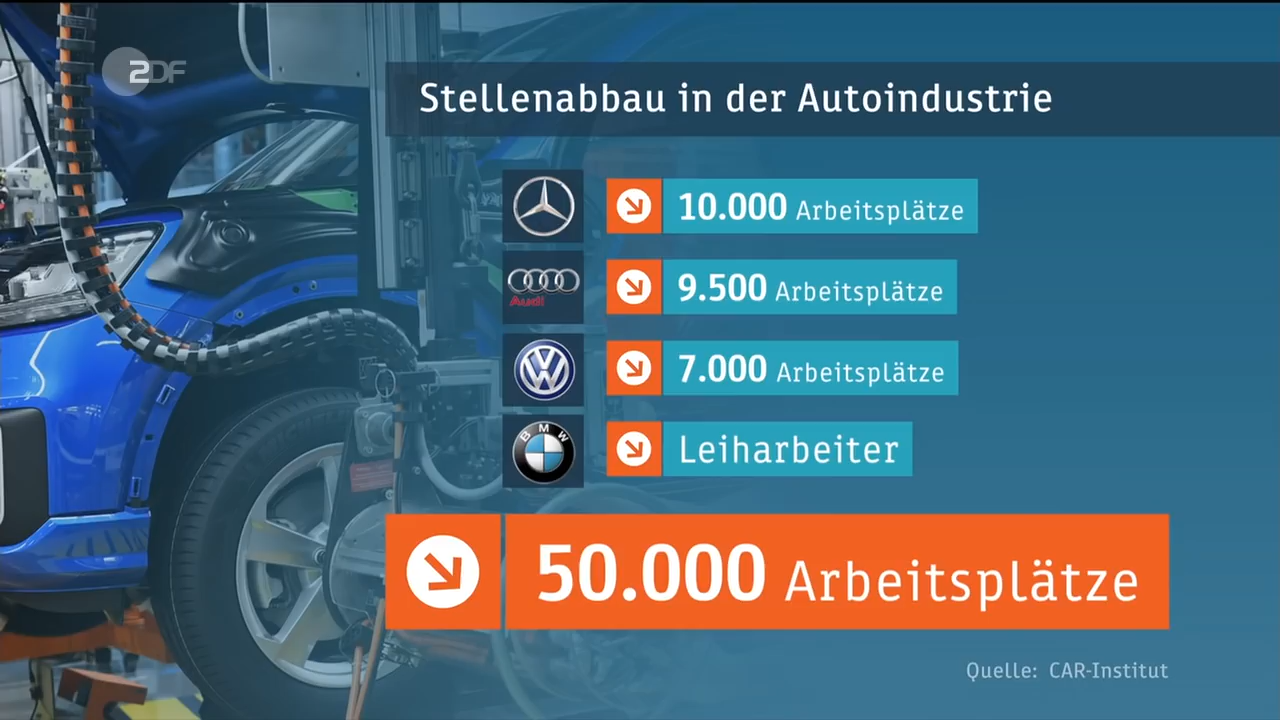 ZDF
Stellenabbau in der Autoindustrie
10.000 Arbeitsplätze
Audi
9.500 Arbeitsplätze
7.000 Arbeitsplätze
BMW
Leiharbeiter
50.000 Arbeitsplätze
Quelle: CAR-Institut